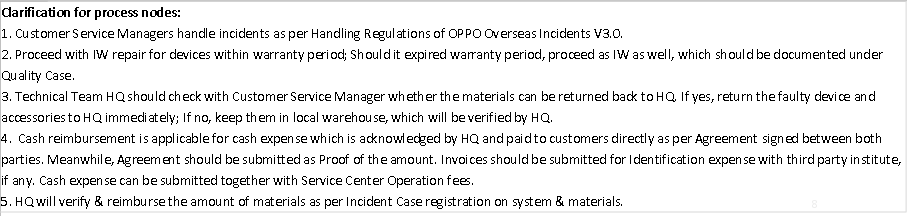 Clarification for process nodes:
1. Customer Service Managers handle incidents as per Handling Regulations of OPPO Overseas Incidents V3.0.
2. Proceed with IW repair for devices within warranty period; Should it expired warranty period, proceed as IW as well, which should be documented under
Quality Case.
3. Technical Team HQ should check with Customer Service Manager whether the materials can be returned back to HQ. If yes, return the faulty device and
accessories to HQ immediately; If no, keep them in local warehouse, which will be verified by HQ.
4. Cash reimbursement is applicable for cash expense which is acknowledged by HQ and paid to customers directly as per Agreement signed between both
parties. Meanwhile, Agreement should be submitted as Proof of the amount. Invoices should be submitted for Identification expense with third party institute,
if any. Cash expense can be submitted together with Service Center Operation fees.
5. HQ will verify & reimburse the amount of materials as per Incident Case registration on system & materials.
8